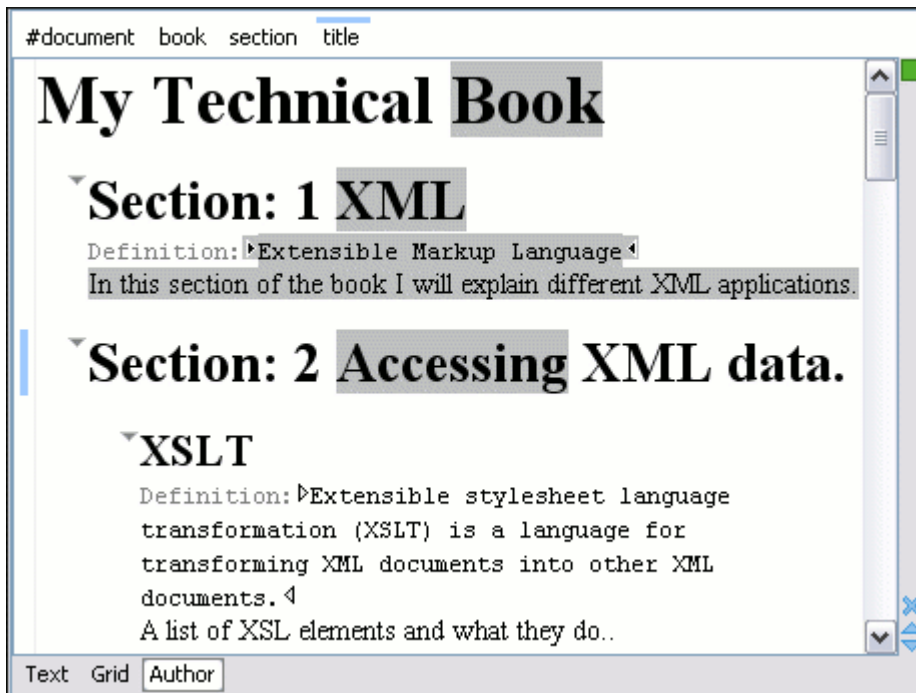 #document book section title
My Technical Book
Section: 1 XML
Definition: Extensible Markup Language
In this section of the book I will explain different XML applications.
Section: 2 Accessing XML data.
XSLT
Definition: Extensible stylesheet language
transformation (XSLT) is a language for
transforming XML documents into other XML
documents.
A list of XSL elements and what they do..
Text Grid Author